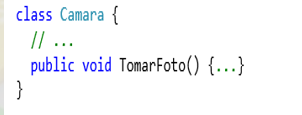 class Camara {
// ...
public void TomarFoto() {...}
}